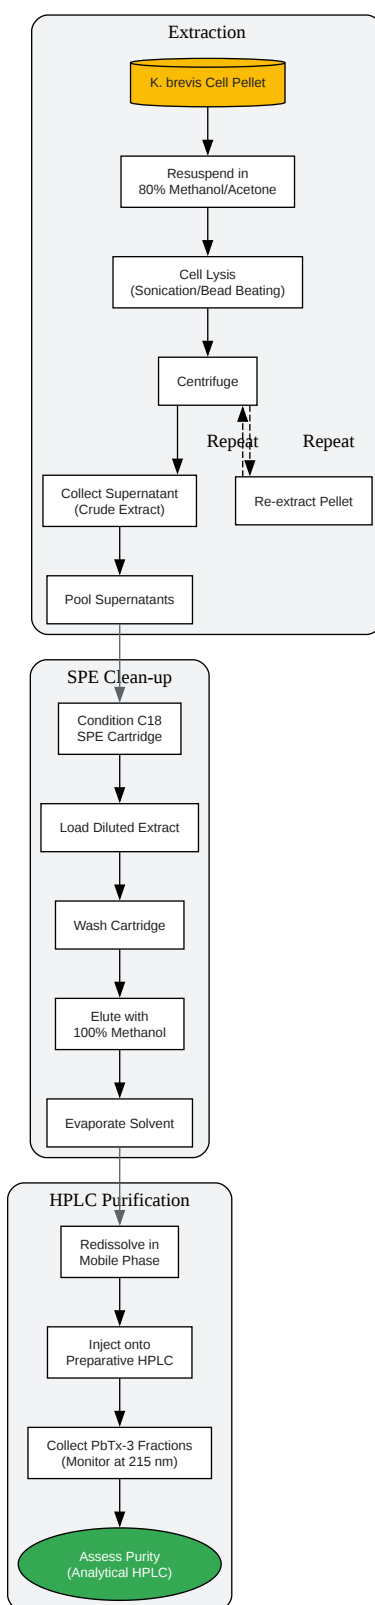 Extraction
K. brevis Cell Pellet
Resuspend in
80% Methanol/Acetone
Cell Lysis
(Sonication/Bead Beating)
Centrifuge
Repeat
Repeat
Collect Supernatant
(Crude Extract)
Re-extract Pellet
Pool Supernatants
SPE Clean-up
Condition C18
SPE Cartridge
Load Diluted Extract
Wash Cartridge
Elute with
100% Methanol
Evaporate Solvent
HPLC Purification
Redissolve in
Mobile Phase
Inject onto
Preparative HPLC
Collect PbTx-3 Fractions
(Monitor at 215 nm)
Assess Purity
(Analytical HPLC)